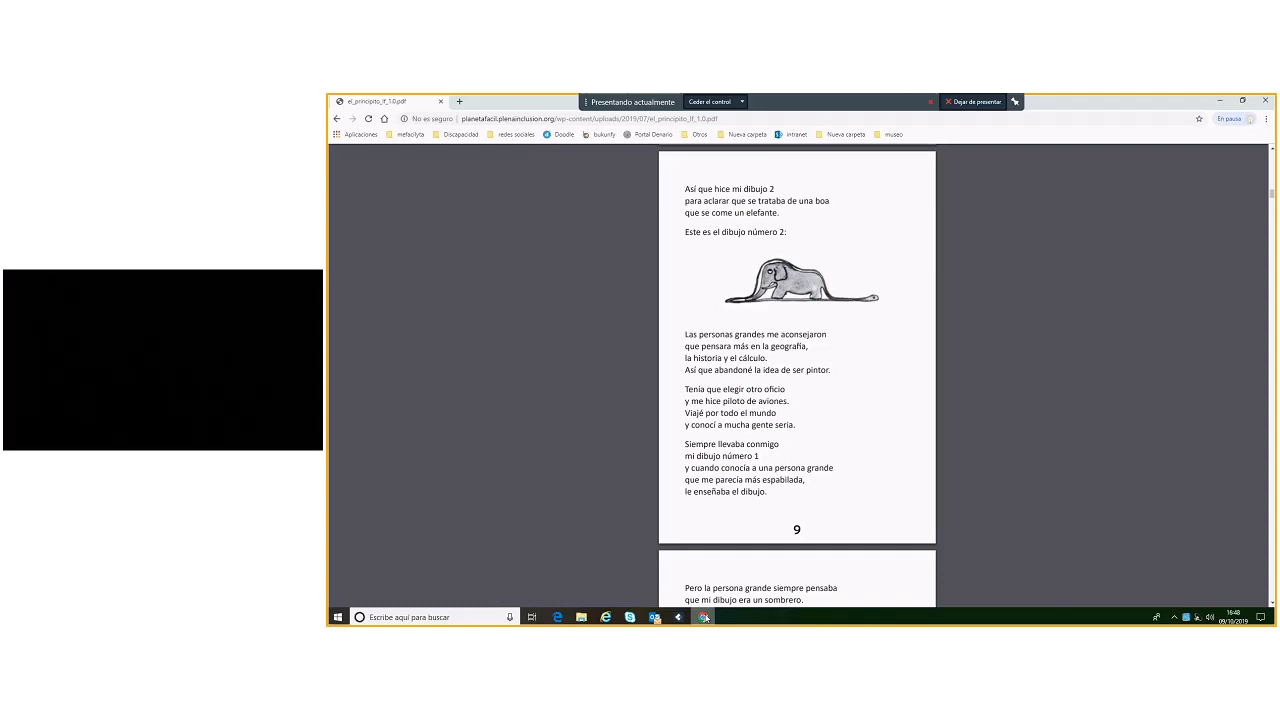 el_principito_lf_1.0.pdf
Presentando actualmente
Ceder el control
Dejar de presentar
No es seguro
planetafacil.plenainclusion.org/wp-content/uploads/2019/07/el_principito_lf_1.0.pdf
En pausa
Aplicaciones
mefacilyta
Discapacidad
redes sociales
Doodle
bukunfy
Portal Denario
Otros
Nueva carpeta
intranet
Nueva carpeta
museo
Así que hice mi dibujo 2
para aclarar que se trataba de una boa
que se come un elefante.
Este es el dibujo número 2:
Las personas grandes me aconsejaron
que pensara más en la geografía,
la historia y el cálculo.
Así que abandoné la idea de ser pintor.
Tenía que elegir otro oficio
y me hice piloto de aviones.
Viajé por todo el mundo
y conocí a mucha gente seria.
Siempre llevaba conmigo
mi dibujo número 1
y cuando conocía a una persona grande
que me parecía más espabilada,
le enseñaba el dibujo.
9
Pero la persona grande siempre pensaba
que mi dibujo era un sombrero.
Escribe aquí para buscar
16:48
09/10/2019